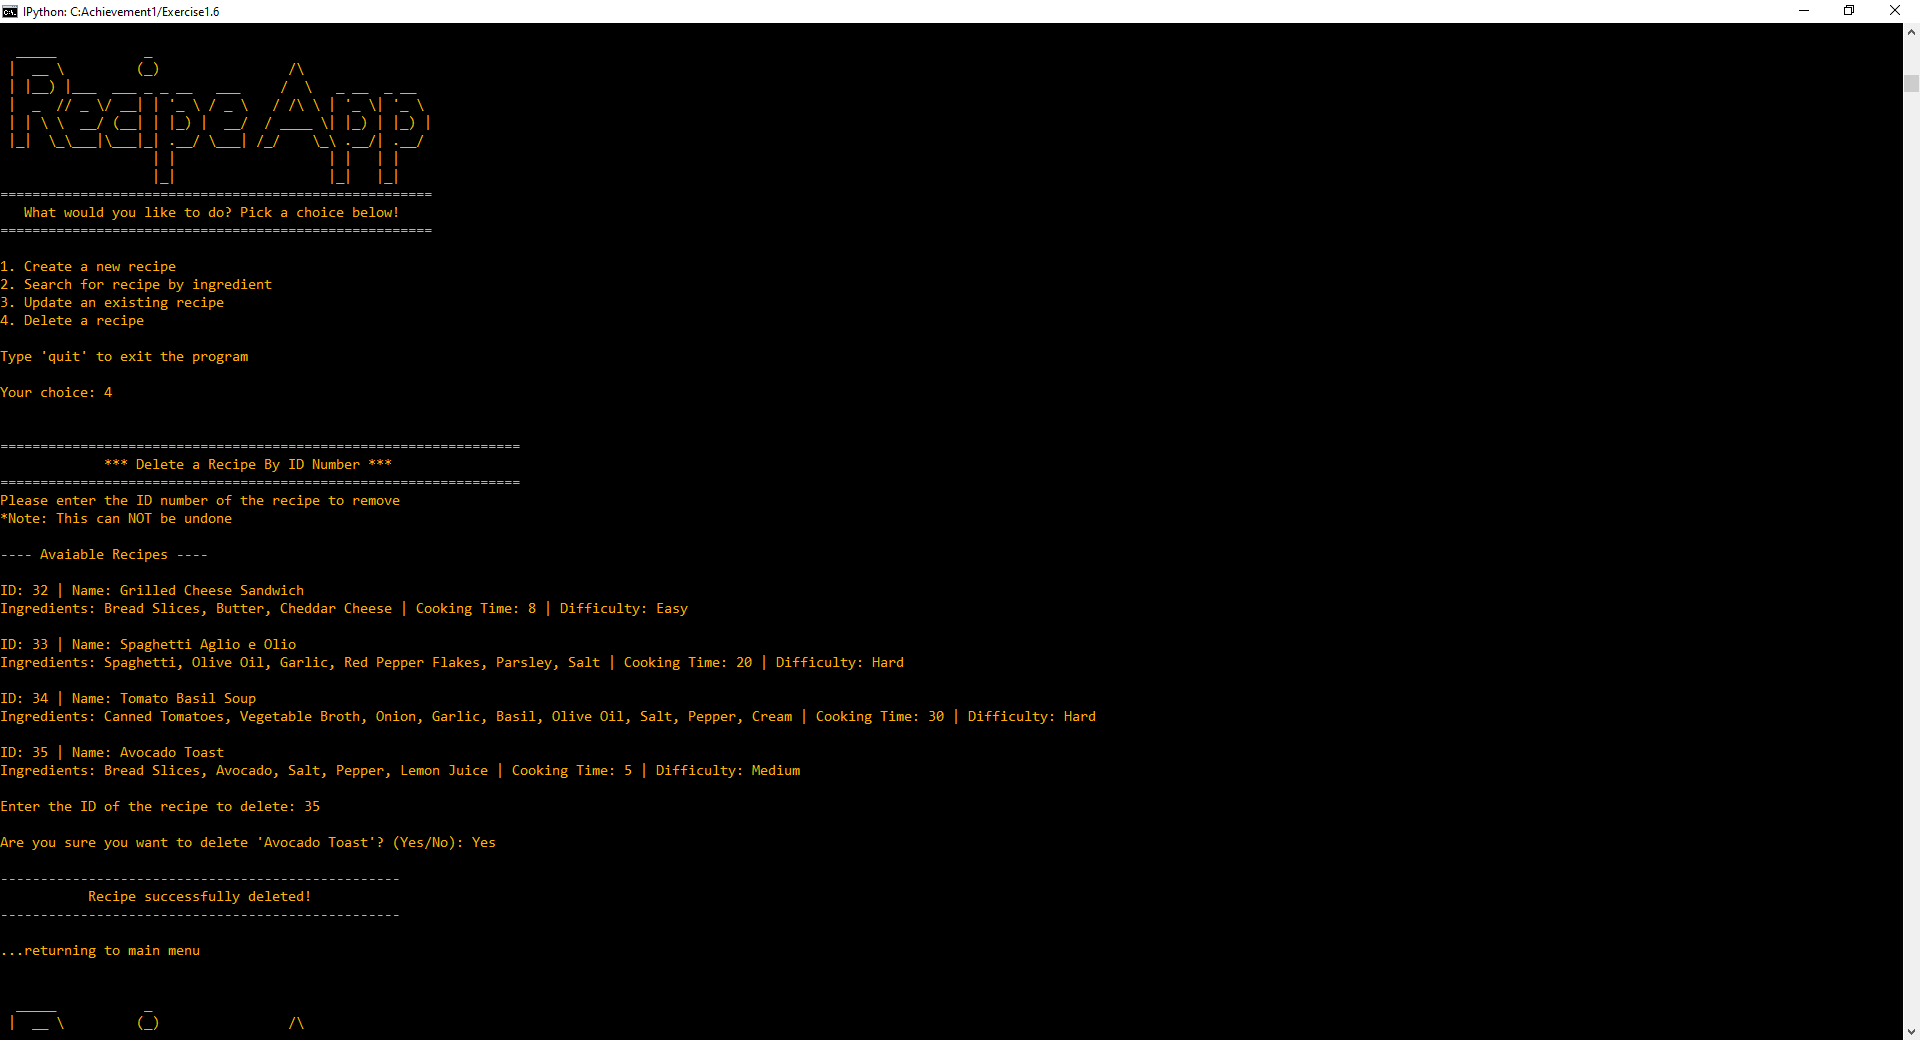 IPython: C:Achievement1/Exercise1.6
Recipe App
======================================================
What would you like to do? Pick a choice below!
======================================================
1. Create a new recipe
2. Search for recipe by ingredient
3. Update an existing recipe
4. Delete a recipe
Type 'quit' to exit the program
Your choice: 4
=================================================================
*** Delete a Recipe By ID Number ***
=================================================================
Please enter the ID number of the recipe to remove
*Note: This can NOT be undone
---- Avaiable Recipes ----
ID: 32 | Name: Grilled Cheese Sandwich
Ingredients: Bread Slices, Butter, Cheddar Cheese | Cooking Time: 8 | Difficulty: Easy
ID: 33 | Name: Spaghetti Aglio e Olio
Ingredients: Spaghetti, Olive Oil, Garlic, Red Pepper Flakes, Parsley, Salt | Cooking Time: 20 | Difficulty: Hard
ID: 34 | Name: Tomato Basil Soup
Ingredients: Canned Tomatoes, Vegetable Broth, Onion, Garlic, Basil, Olive Oil, Salt, Pepper, Cream | Cooking Time: 30 | Difficulty: Hard
ID: 35 | Name: Avocado Toast
Ingredients: Bread Slices, Avocado, Salt, Pepper, Lemon Juice | Cooking Time: 5 | Difficulty: Medium
Enter the ID of the recipe to delete: 35
Are you sure you want to delete 'Avocado Toast'? (Yes/No): Yes
--------------------------------------------------
Recipe successfully deleted!
--------------------------------------------------
...returning to main menu